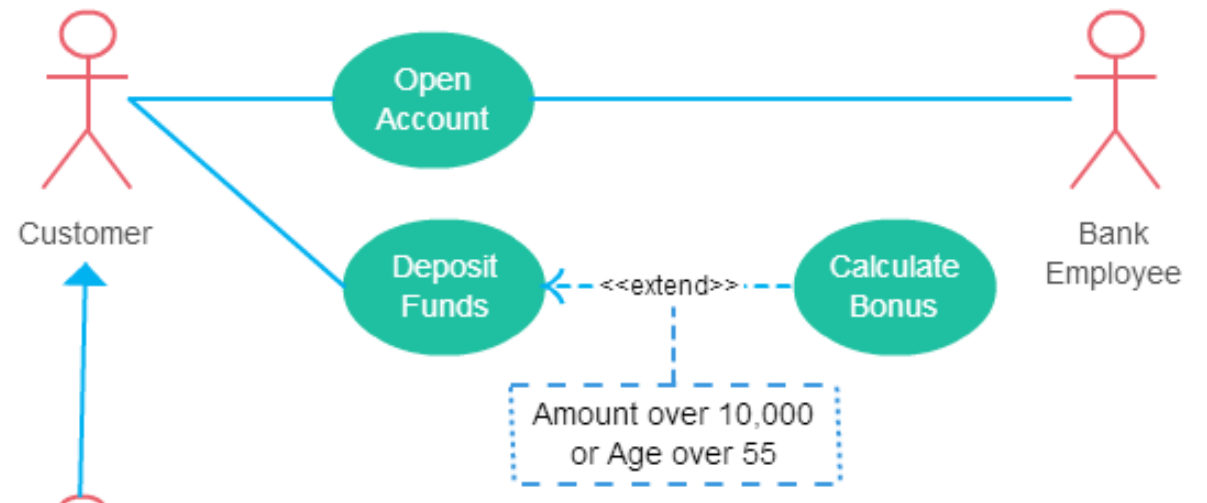 Open
Account
Customer
Bank
Employee
Deposit
Funds
<<extend>>
Calculate
Bonus
Amount over 10,000
or Age over 55